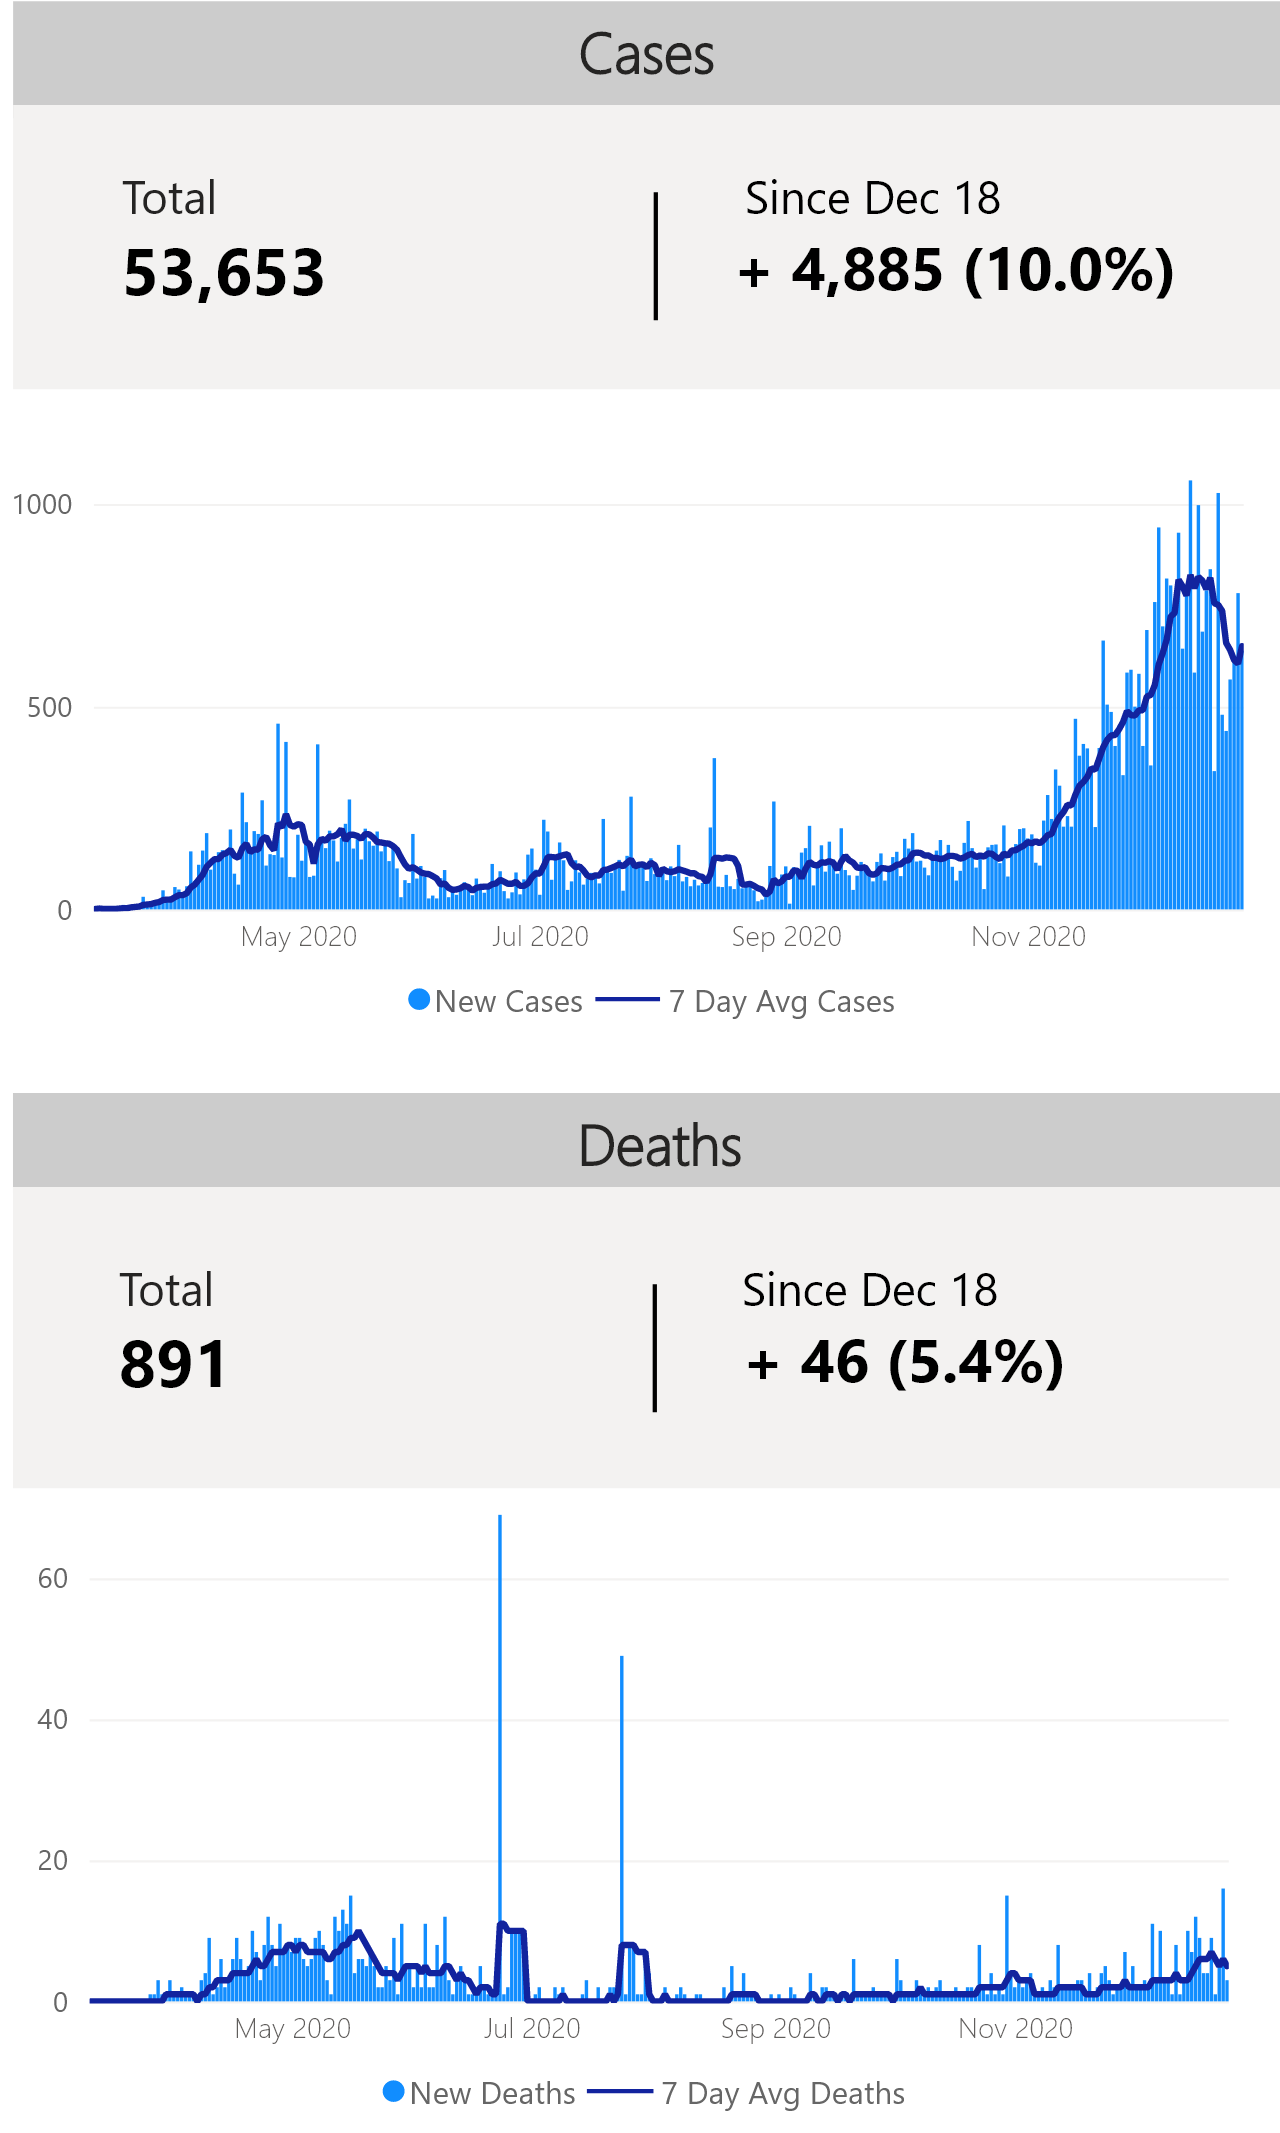 Cases
Total
Since Dec 18
53,653
+ 4,885 (10.0%)
1000
500
0
May 2020
Jul 2020
Sep 2020
Nov 2020
New Cases
7 Day Avg Cases
Deaths
Total
Since Dec 18
891
+ 46 (5.4%)
60
40
20
0
May 2020
Jul 2020
Sep 2020
Nov 2020
New Deaths
7 Day Avg Deaths